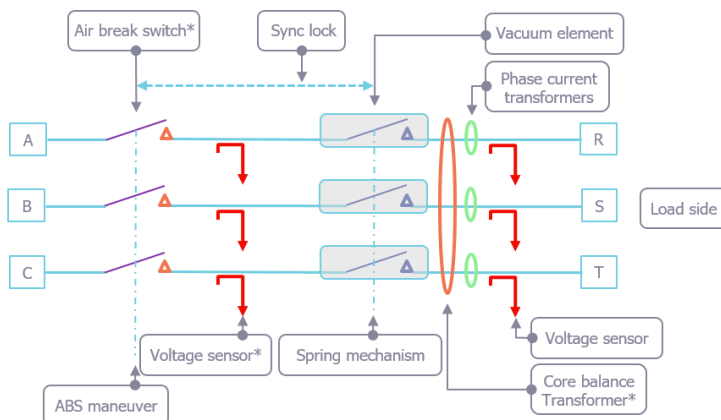 Air break switch*
Sync lock
Vacuum element
Phase current
transformers
A
R
B
S
Load side
C
T
Voltage sensor*
Spring mechanism
Voltage sensor
Core balance
Transformer*
ABS maneuver